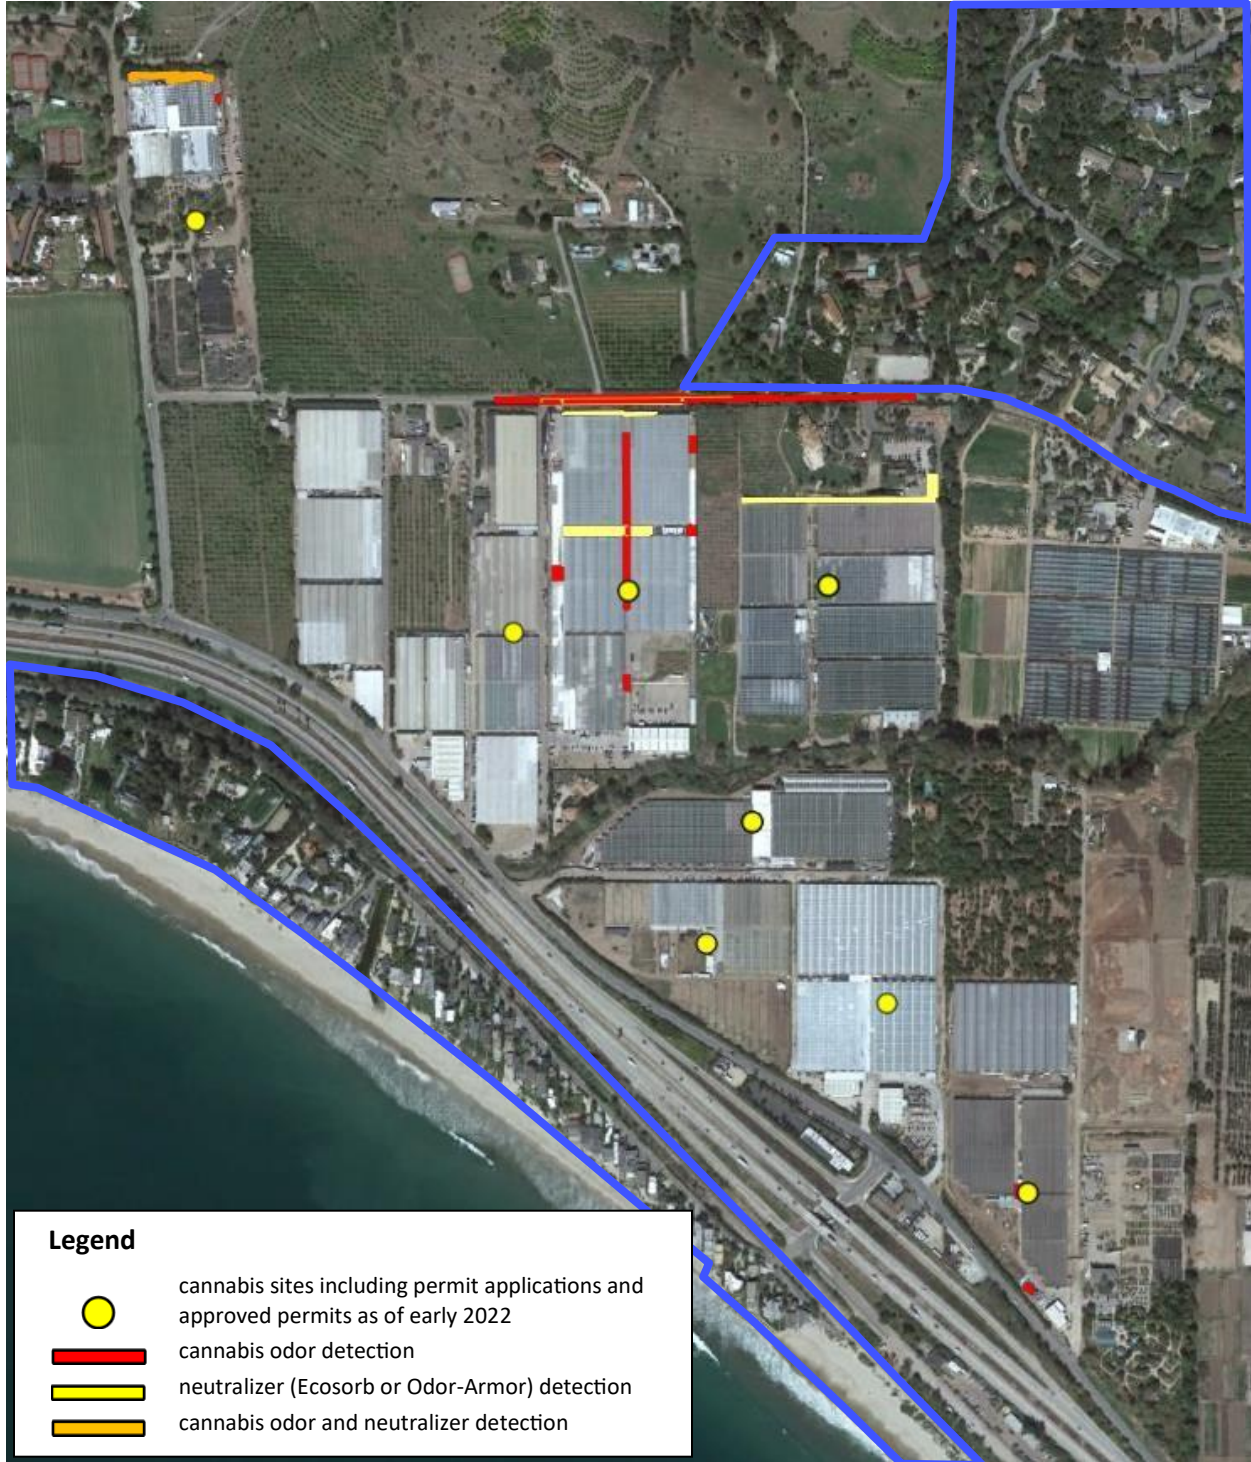 Legend
cannabis sites including permit applications and
approved permits as of early 2022
cannabis odor detection
neutralizer (Ecosorb or Odor-Armor) detection
cannabis odor and neutralizer detection